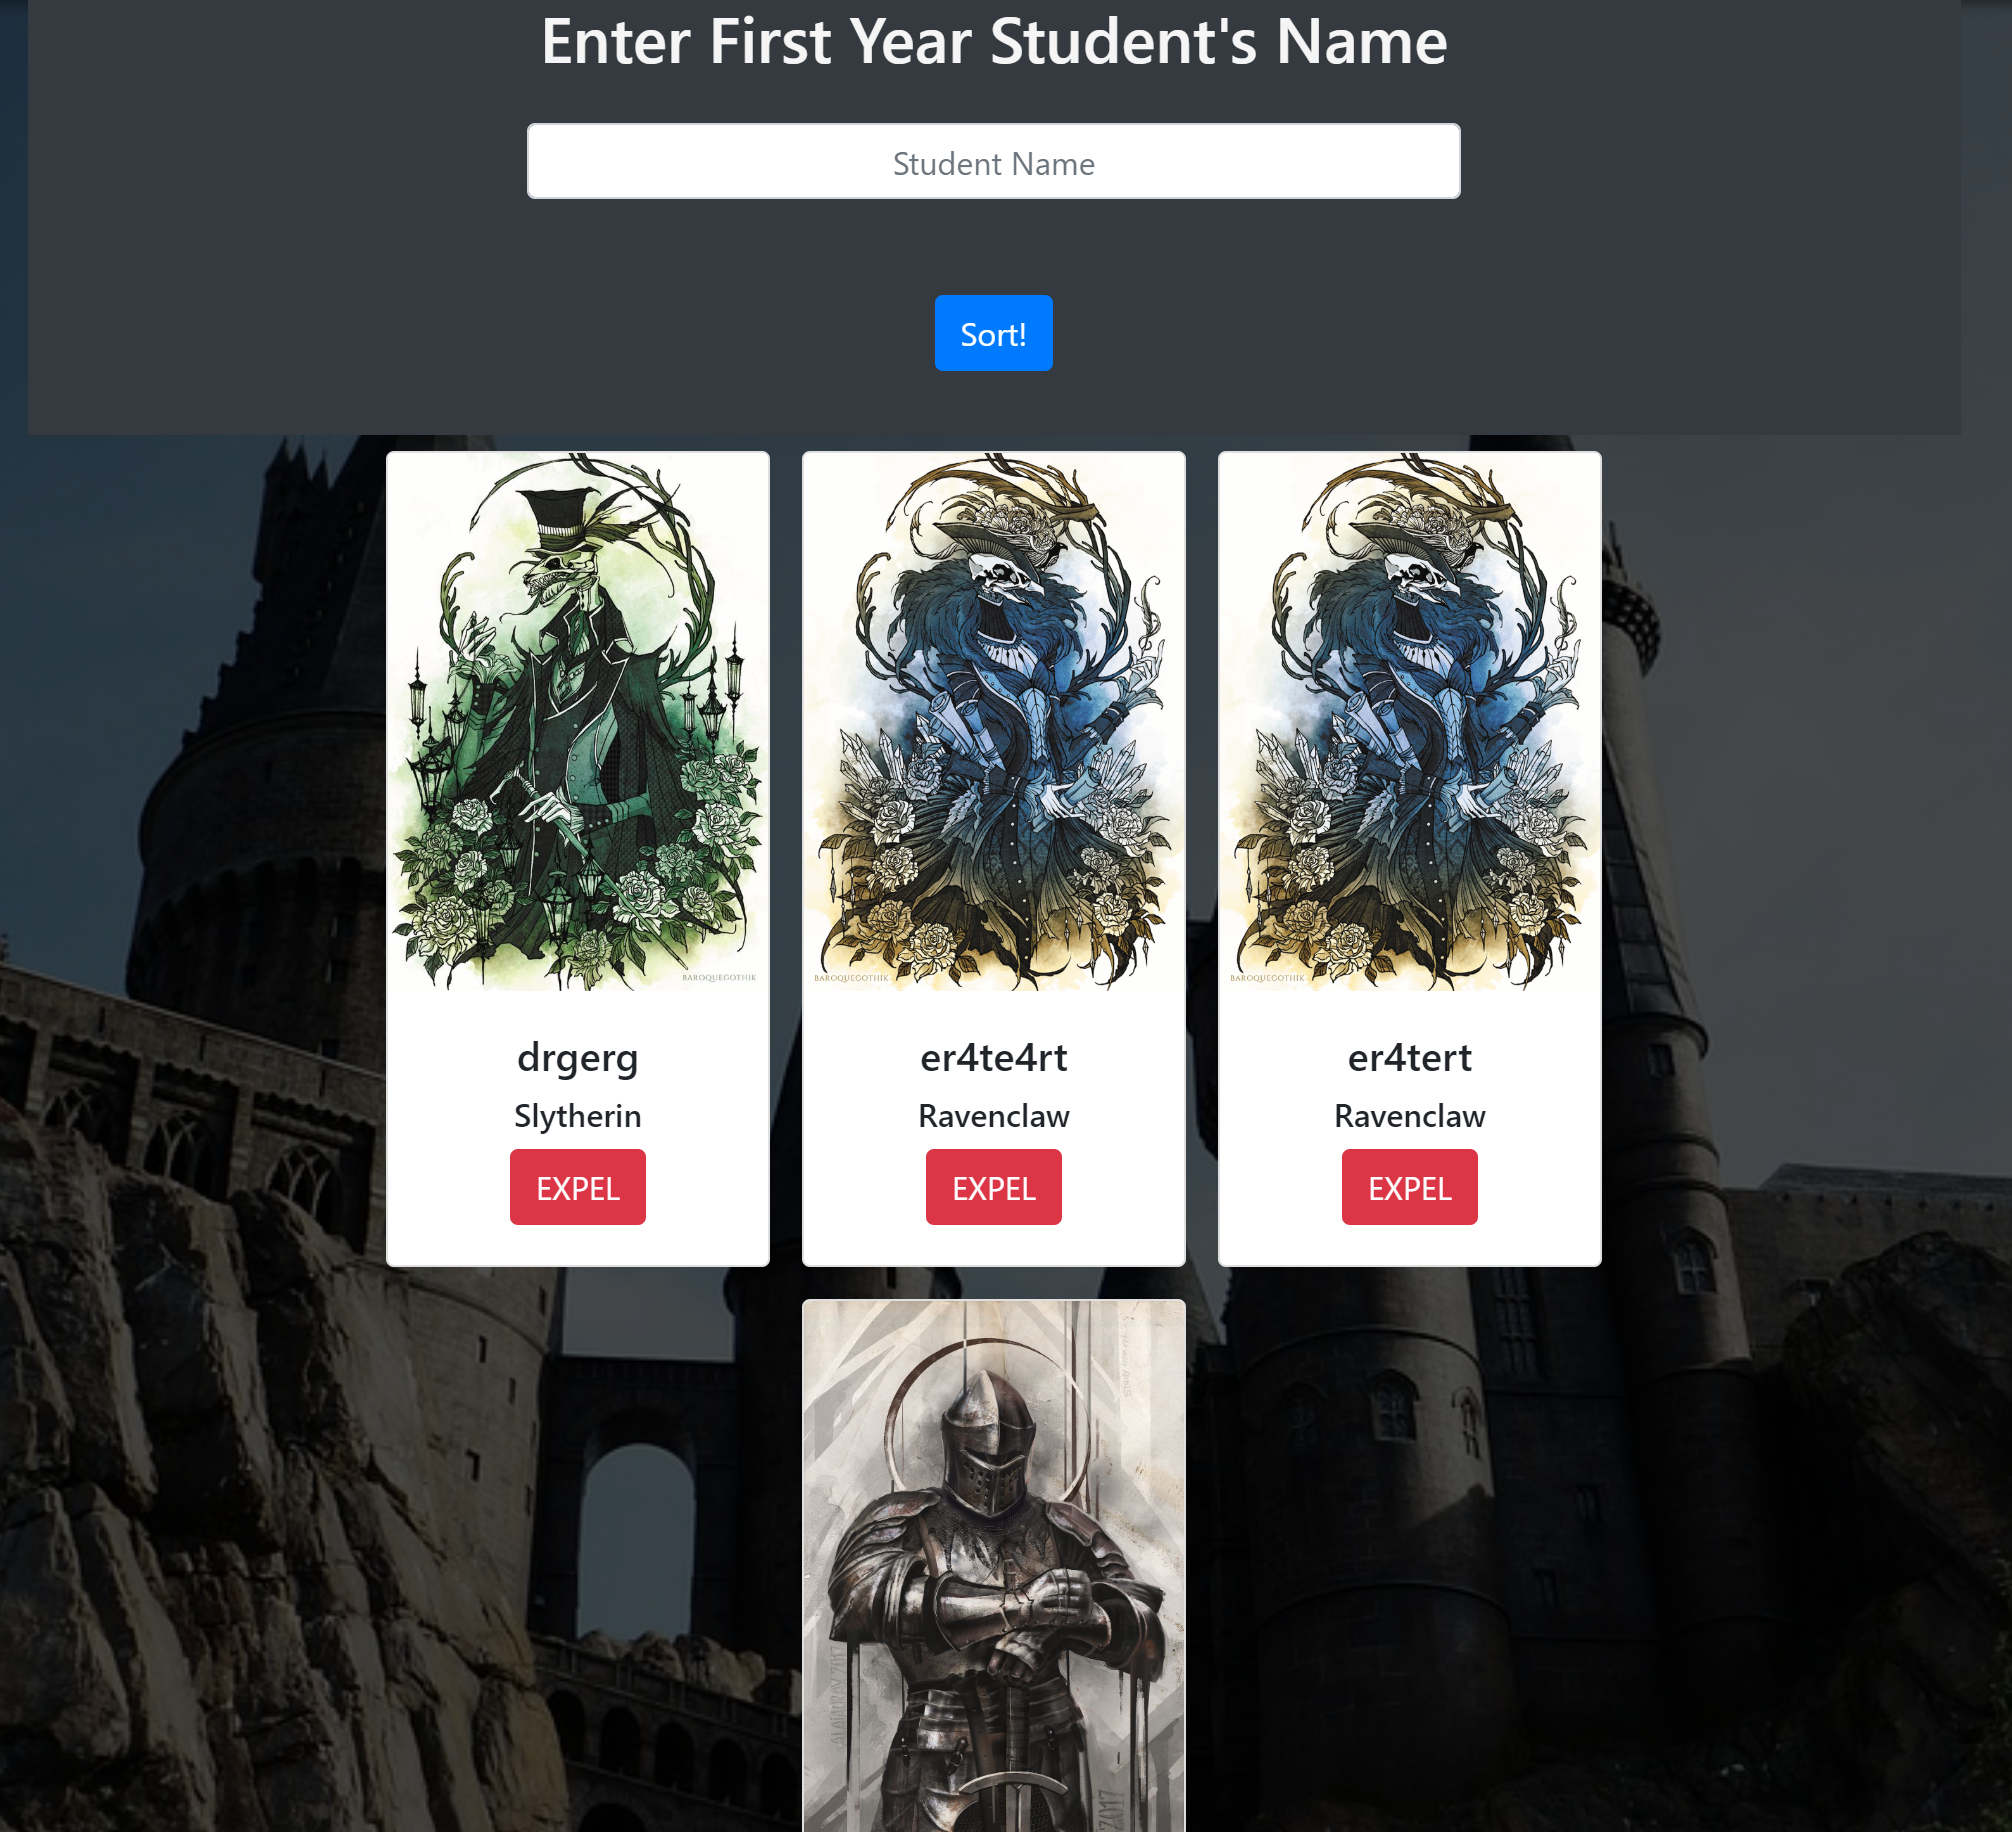 Enter First Year Student's Name
Student Name
Sort!
BAROQUEGOTHIK
BAROQUEGOTHIK
BAROQUEGOTHIK
drgerg
er4te4rt
er4tert
Slytherin
Ravenclaw
Ravenclaw
EXPEL
EXPEL
EXPEL
2017